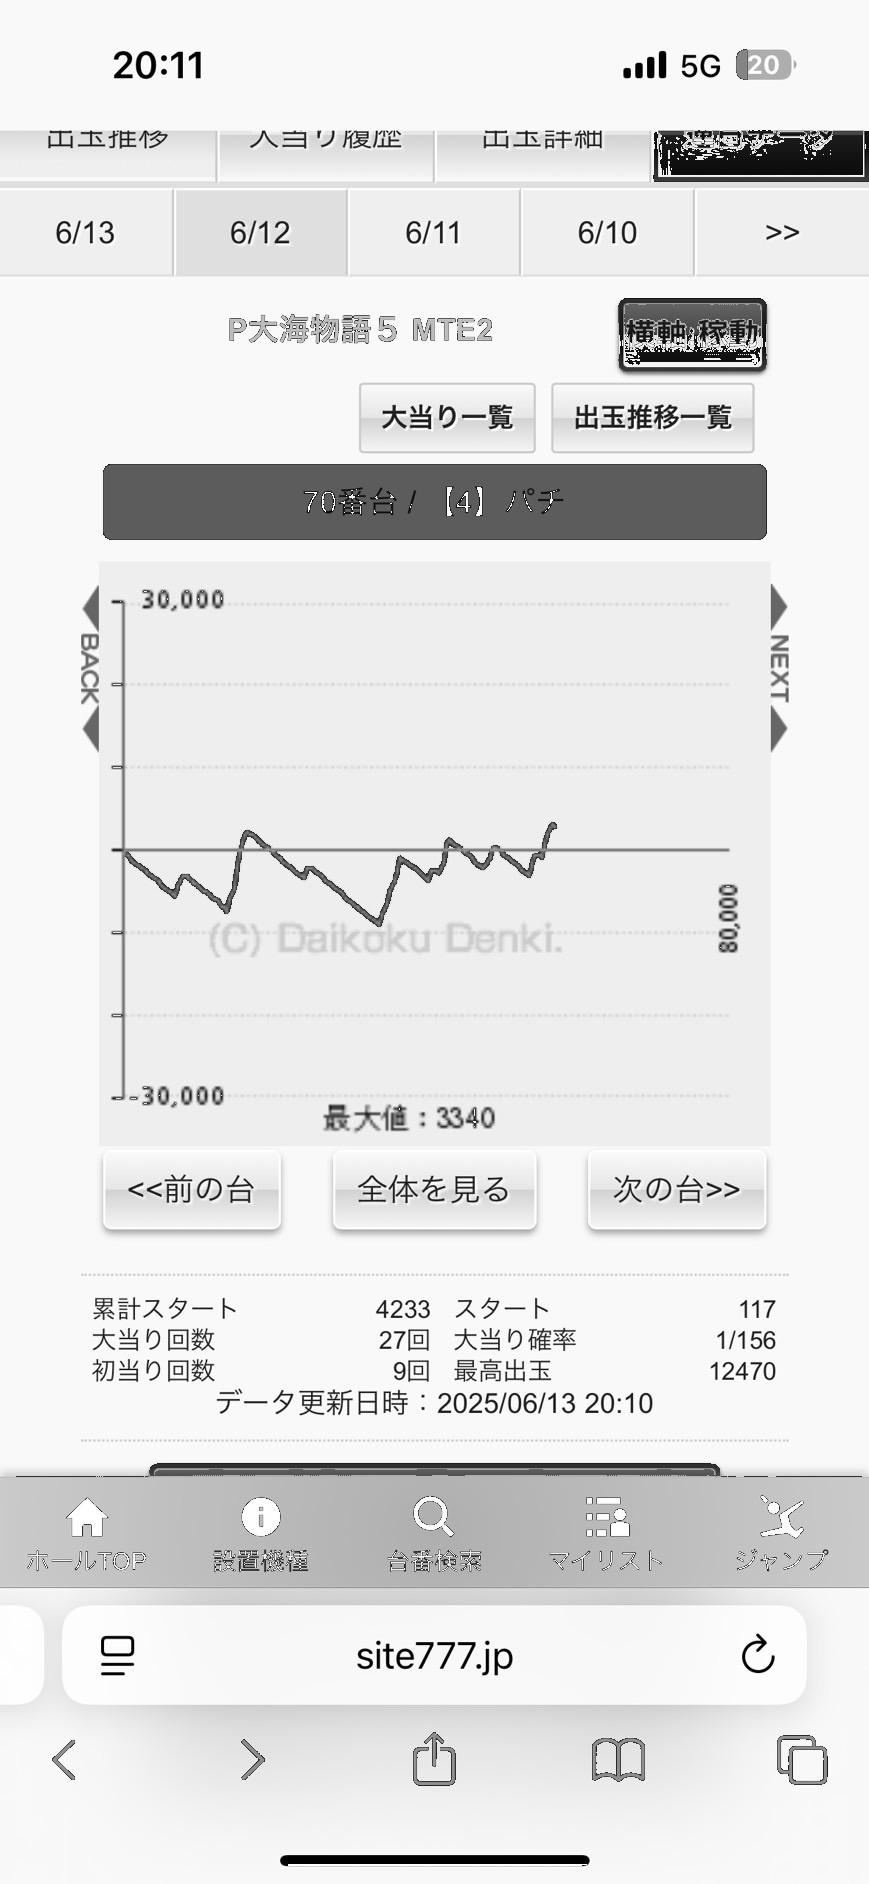 20:11 5G 20
出玉推移 大当り履歴 出玉詳細
6/13 6/12 6/11 6/10 >>
P大海物語5 MTE2 横軸:稼動
大当り一覧 出玉推移一覧
70番台 / 【4】パチ
30,000
BACK NEXT
80,000
(C) Daikoku Denki.
-30,000
最大値:3340
<<前の台 全体を見る 次の台>>
累計スタート 4233 スタート 117
大当り回数 27回 大当り確率 1/156
初当り回数 9回 最高出玉 12470
データ更新日時:2025/06/13 20:10
ホールTOP 設置機種 台番検索 マイリスト ジャンプ
site777.jp